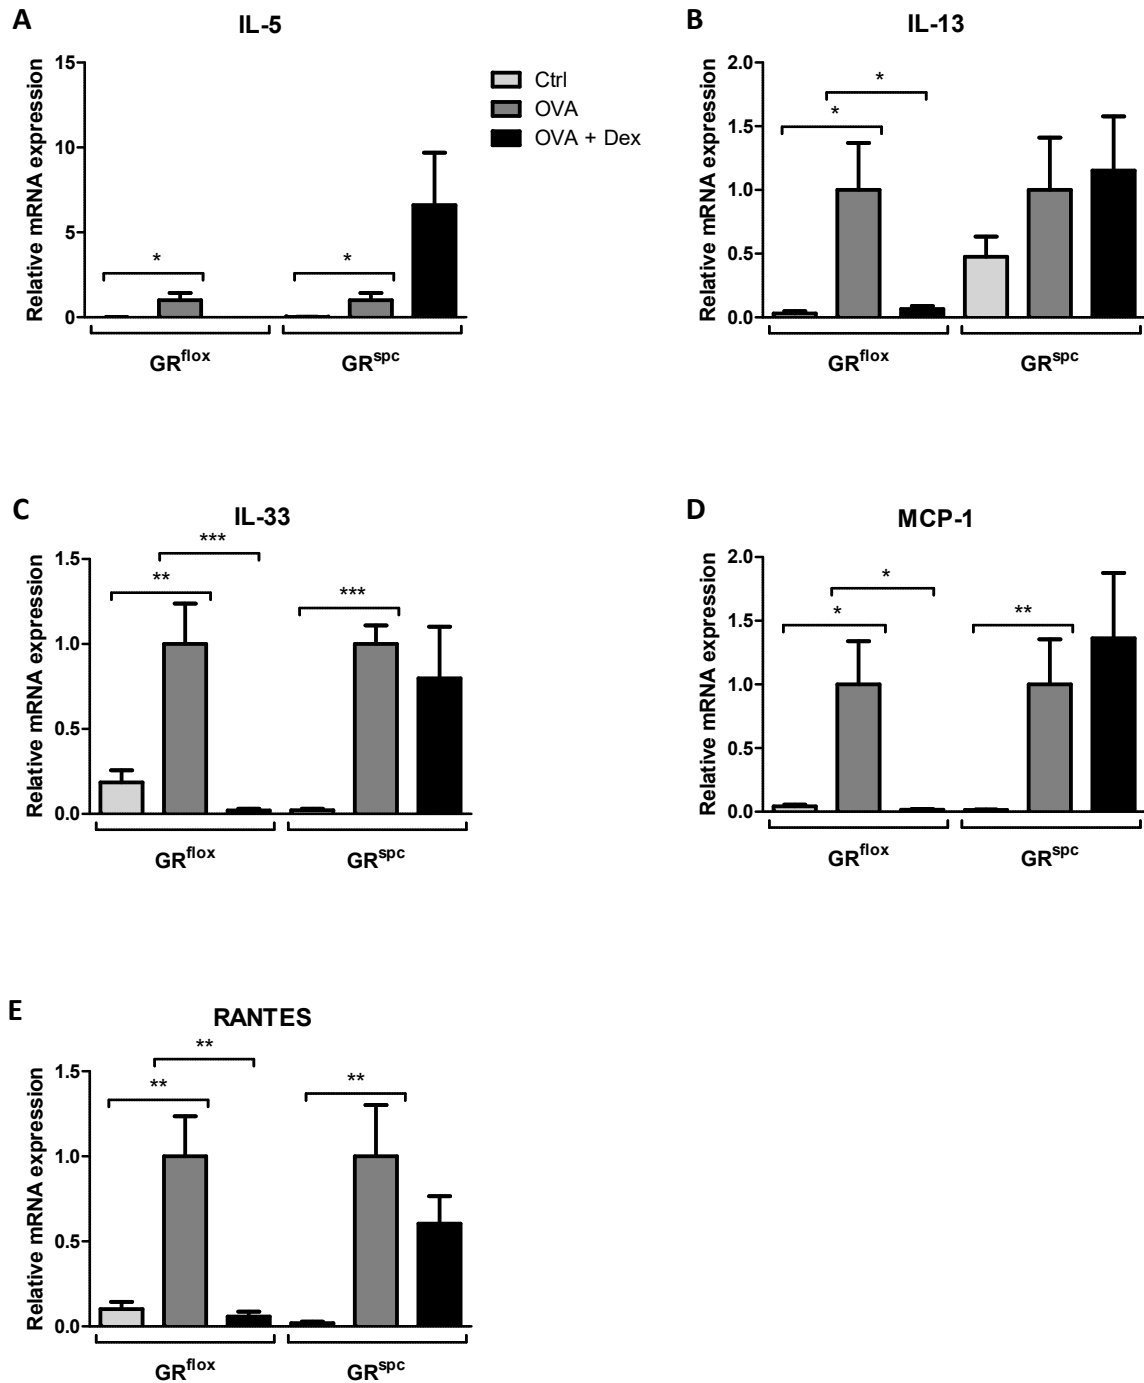 A
IL-5
Relative mRNA expression
15
10
5
0
*
*
GRflox
GRspc
Ctrl
OVA
OVA + Dex
B
IL-13
Relative mRNA expression
2.0
1.5
1.0
0.5
0.0
*
*
GRflox
GRspc
C
IL-33
Relative mRNA expression
1.5
1.0
0.5
0.0
***
**
***
GRflox
GRspc
D
MCP-1
Relative mRNA expression
2.0
1.5
1.0
0.5
0.0
*
*
**
GRflox
GRspc
E
RANTES
Relative mRNA expression
1.5
1.0
0.5
0.0
**
**
**
GRflox
GRspc